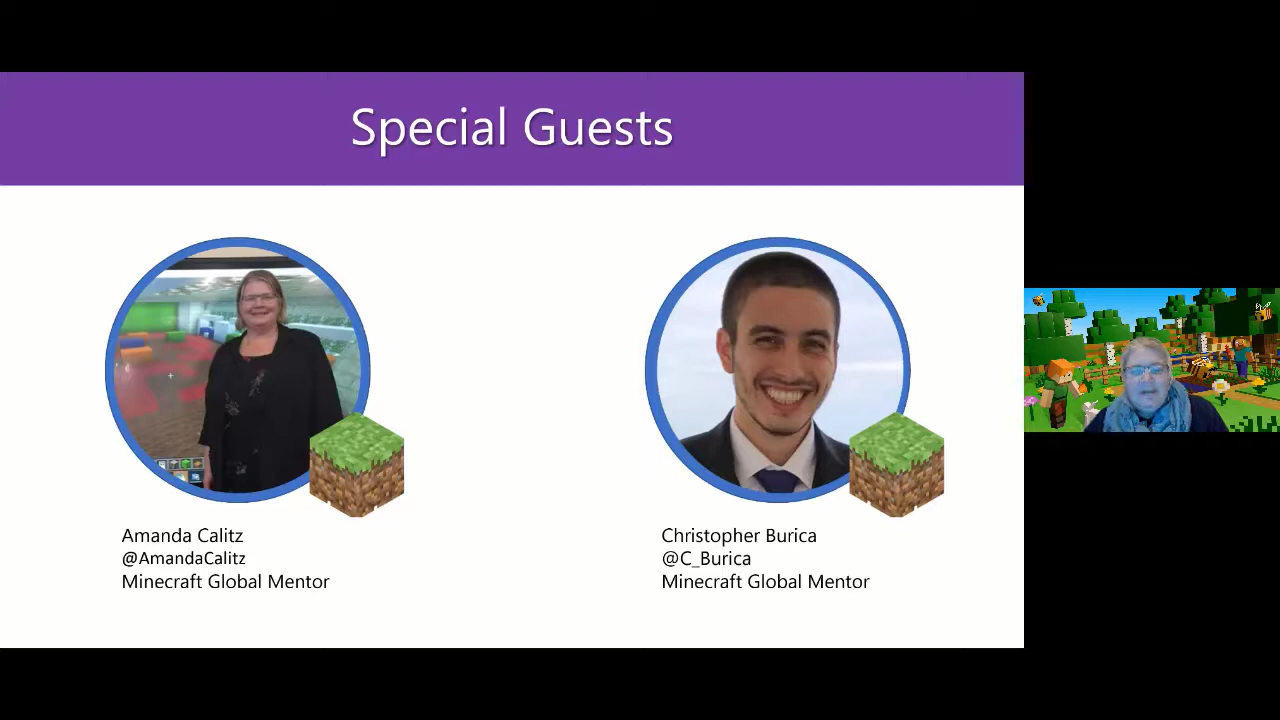 Special Guests
Amanda Calitz
@AmandaCalitz
Minecraft Global Mentor
Christopher Burica
@C_Burica
Minecraft Global Mentor